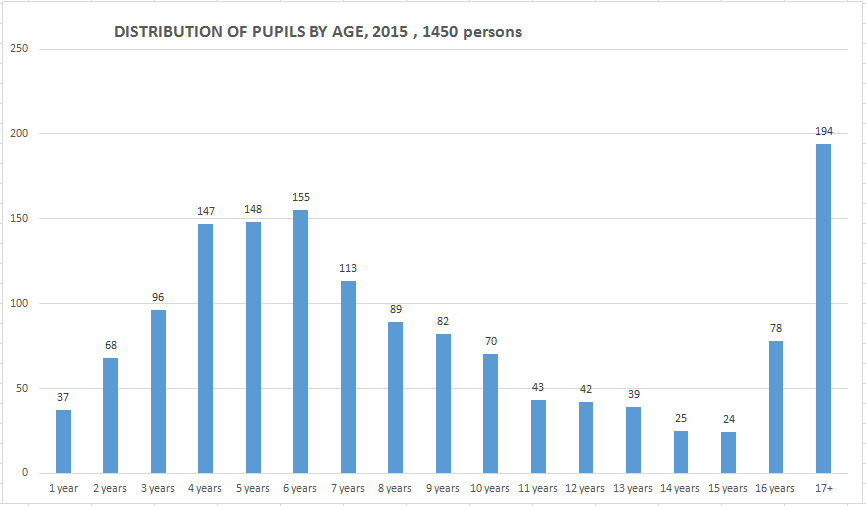 DISTRIBUTION OF PUPILS BY AGE, 2015 , 1450 persons
250
200
150
100
50
0
37
68
96
147
148
155
113
89
82
70
43
42
39
25
24
78
194
1 year
2 years
3 years
4 years
5 years
6 years
7 years
8 years
9 years
10 years
11 years
12 years
13 years
14 years
15 years
16 years
17+